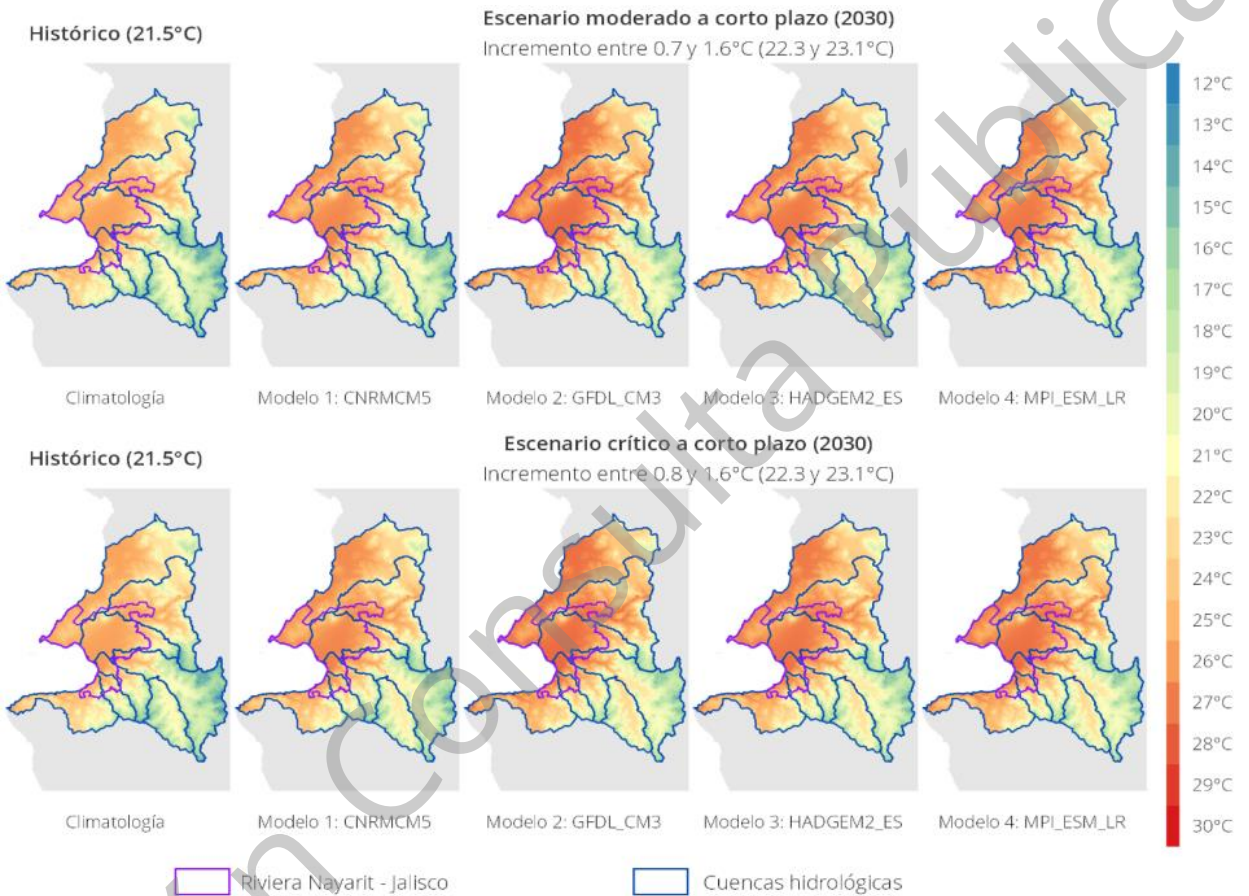 Histórico (21.5°C)
Escenario moderado a corto plazo (2030)
Incremento entre 0.7 y 1.6°C (22.3 y 23.1°C)
Climatología
Modelo 1: CNRMCM5
Modelo 2: GFDL_CM3
Modelo 3: HADGEM2_ES
Modelo 4: MPI_ESM_LR
Histórico (21.5°C)
Escenario crítico a corto plazo (2030)
Incremento entre 0.8 y 1.6°C (22.3 y 23.1°C)
Climatología
Modelo 1: CNRMCM5
Modelo 2: GFDL_CM3
Modelo 3: HADGEM2_ES
Modelo 4: MPI_ESM_LR
12°C
13°C
14°C
15°C
16°C
17°C
18°C
19°C
20°C
21°C
22°C
23°C
24°C
25°C
26°C
27°C
28°C
29°C
30°C
Riviera Nayarit - Jalisco
Cuencas hidrológicas
En Consulta Pública